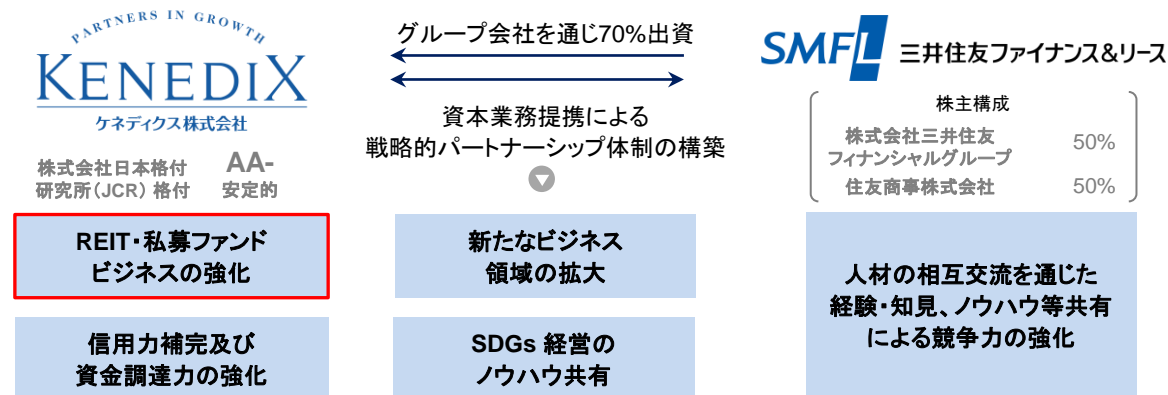 PARTNERS IN GROWTH
KENEDIX
ケネディクス株式会社
株式会社日本格付
研究所（JCR）格付
AA-
安定的
グループ会社を通じ70％出資
資本業務提携による
戦略的パートナーシップ体制の構築
SMFL 三井住友ファイナンス&リース
株主構成
株式会社三井住友
フィナンシャルグループ
50%
住友商事株式会社
50%
REIT・私募ファンド
ビジネスの強化
新たなビジネス
領域の拡大
人材の相互交流を通じた
経験・知見、ノウハウ等共有
による競争力の強化
信用力補完及び
資金調達力の強化
SDGs 経営の
ノウハウ共有